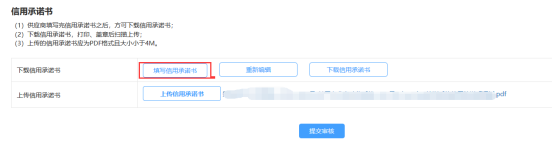 信用承诺书
（1）供应商填写完信用承诺书之后，方可下载信用承诺书；
（2）下载信用承诺书，打印、盖章后扫描上传；
（3）上传的信用承诺书应为PDF格式且大小小于4M。
下载信用承诺书 填写信用承诺书 重新编辑 下载信用承诺书
上传信用承诺书 上传信用承诺书 .pdf
提交审核